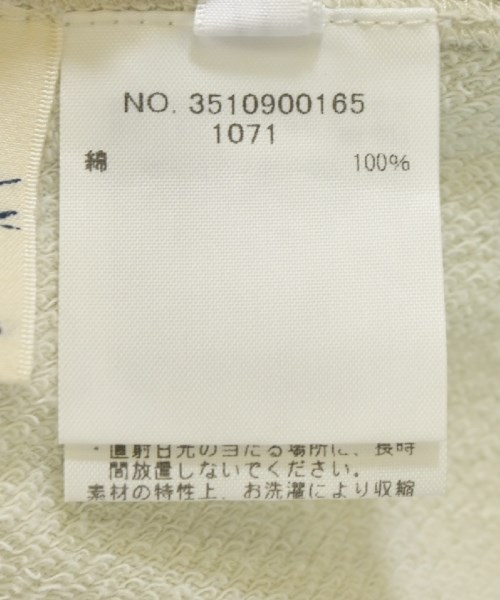 NO. 3510900165
1071
綿 100%
・直射日光の当たる場所に、長時
間放置しないでください。
素材の特性上、お洗濯により収縮